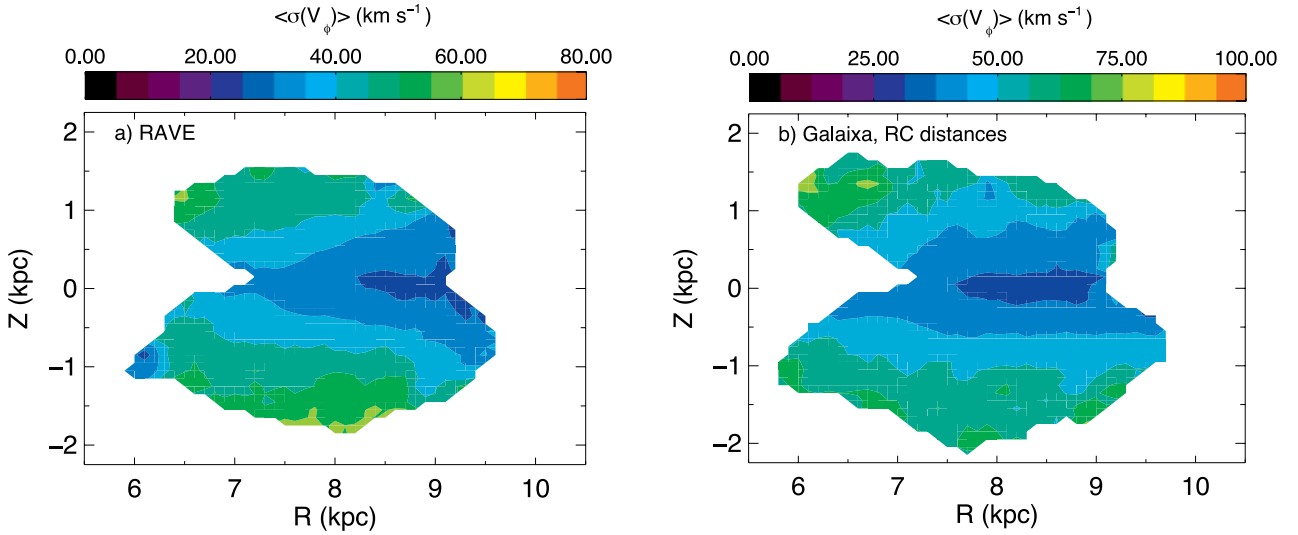 <σ(V_ϕ)> (km s⁻¹)
0.00 20.00 40.00 60.00 80.00
a) RAVE
2
1
0
−1
−2
Z (kpc)
6 7 8 9 10
R (kpc)
<σ(V_ϕ)> (km s⁻¹)
0.00 25.00 50.00 75.00 100.00
b) Galaixa, RC distances
2
1
0
−1
−2
Z (kpc)
6 7 8 9 10
R (kpc)